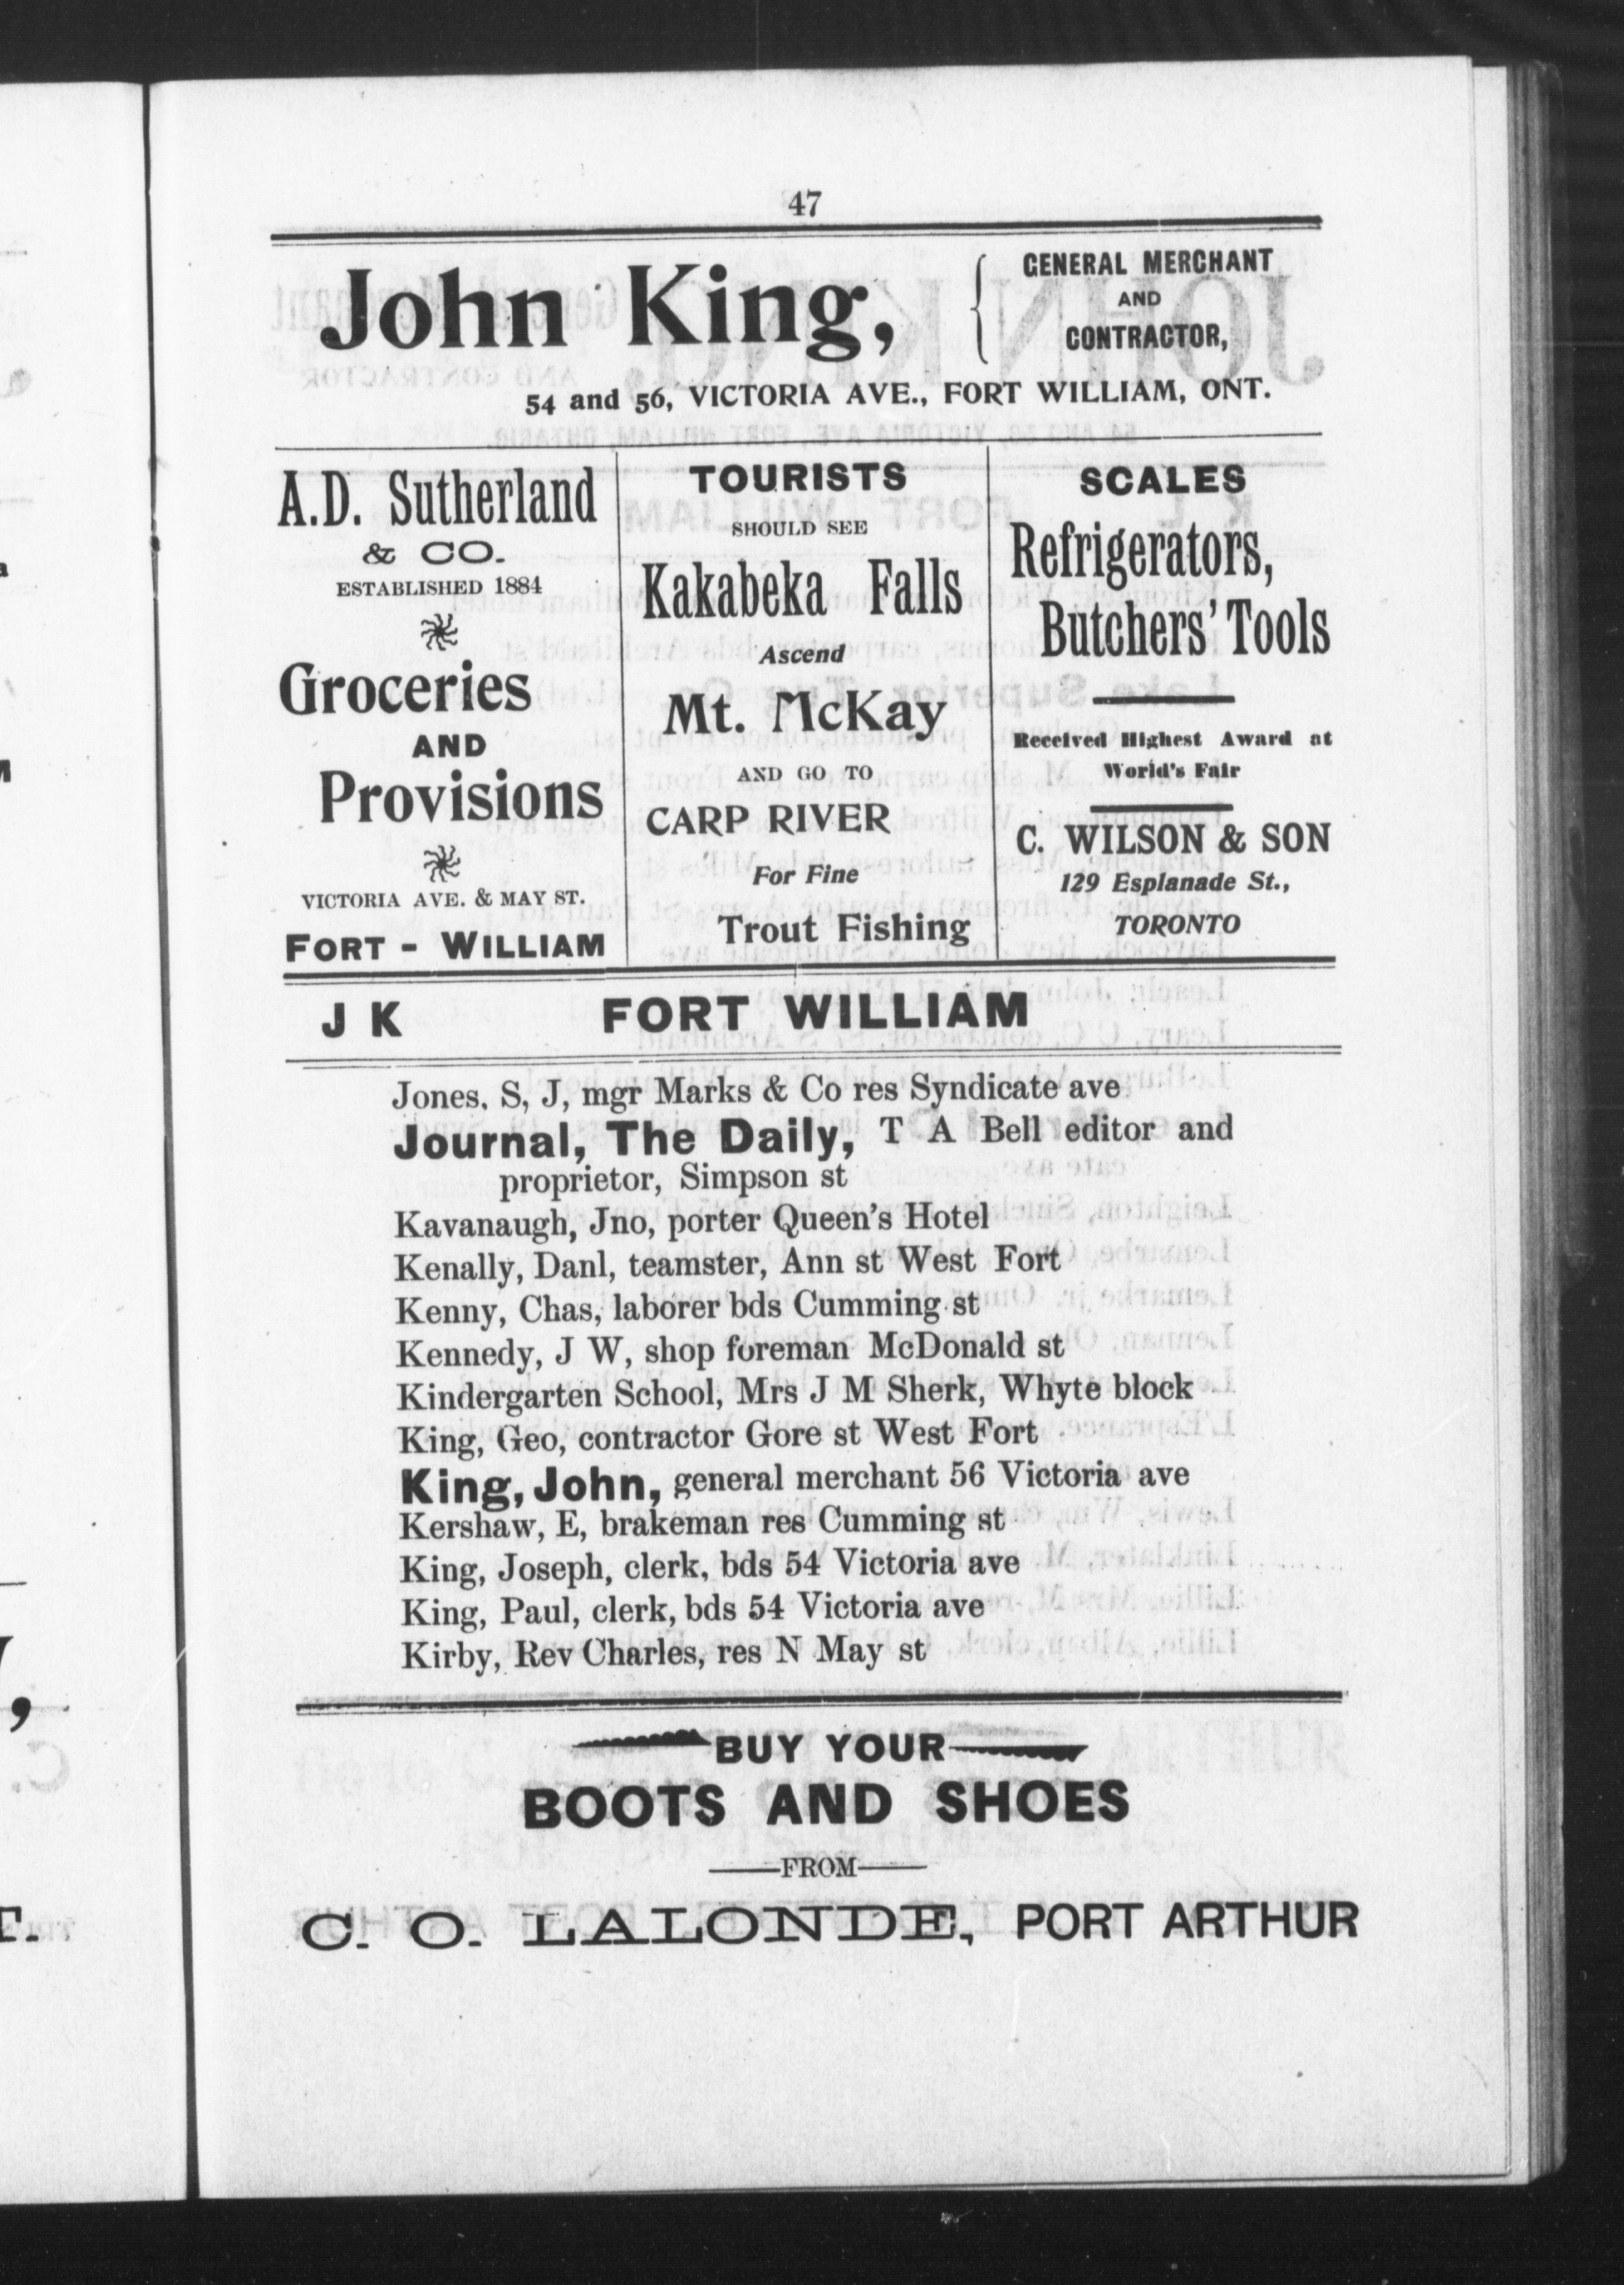 47
John King,
GENERAL MERCHANT
AND
CONTRACTOR,
54 and 56, VICTORIA AVE., FORT WILLIAM, ONT.
A.D. Sutherland
& CO.
ESTABLISHED 1884
Groceries
AND
Provisions
VICTORIA AVE. & MAY ST.
FORT - WILLIAM
TOURISTS
SHOULD SEE
Kakabeka Falls
Ascend
Mt. McKay
AND GO TO
CARP RIVER
For Fine
Trout Fishing
SCALES
Refrigerators,
Butchers' Tools
Received Highest Award at
World's Fair
C. WILSON & SON
129 Esplanade St.,
TORONTO
J K FORT WILLIAM
Jones. S, J, mgr Marks & Co res Syndicate ave
Journal, The Daily, T A Bell editor and
proprietor, Simpson st
Kavanaugh, Jno, porter Queen's Hotel
Kenally, Danl, teamster, Ann st West Fort
Kenny, Chas, laborer bds Cumming st
Kennedy, J W, shop foreman McDonald st
Kindergarten School, Mrs J M Sherk, Whyte block
King, Geo, contractor Gore st West Fort
King, John, general merchant 56 Victoria ave
Kershaw, E, brakeman res Cumming st
King, Joseph, clerk, bds 54 Victoria ave
King, Paul, clerk, bds 54 Victoria ave
Kirby, Rev Charles, res N May st
BUY YOUR
BOOTS AND SHOES
FROM
C. O. LALONDE, PORT ARTHUR